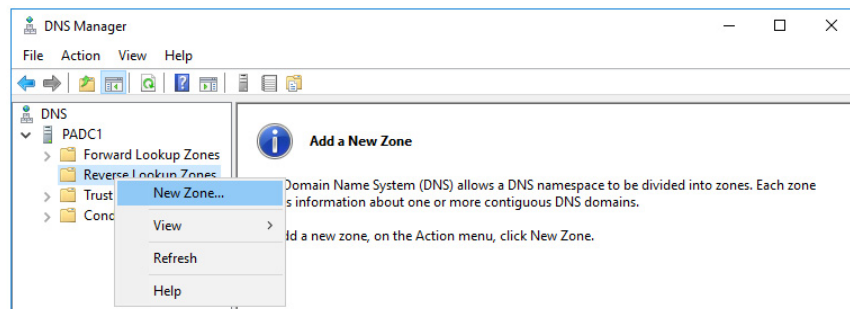 DNS Manager
File Action View Help
DNS
PADC1
Forward Lookup Zones
Reverse Lookup Zones
Trust
Cond
New Zone...
View
Refresh
Help
Add a New Zone
Domain Name System (DNS) allows a DNS namespace to be divided into zones. Each zone
s information about one or more contiguous DNS domains.
dd a new zone, on the Action menu, click New Zone.